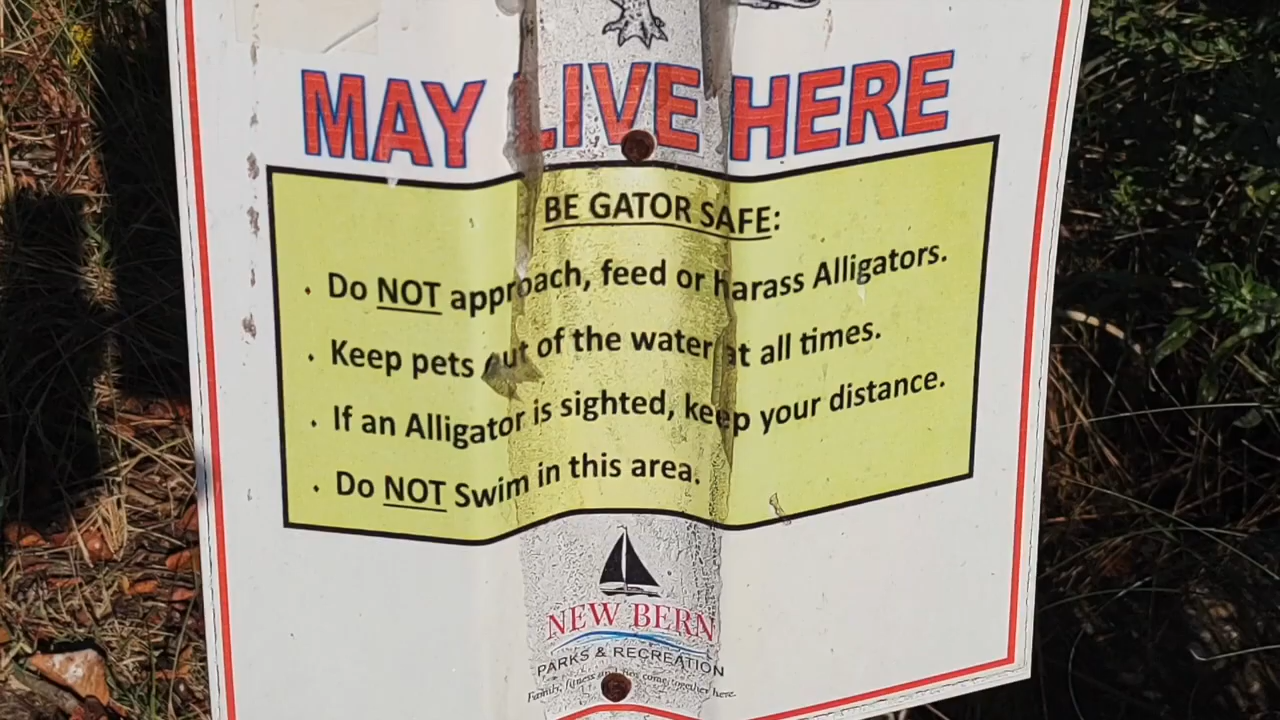 MAY LIVE HERE
BE GATOR SAFE:
. Do NOT approach, feed or harass Alligators.
. Keep pets out of the water at all times.
. If an Alligator is sighted, keep your distance.
. Do NOT Swim in this area.
NEW BERN
PARKS & RECREATION
Family, fitness and fun come together here.